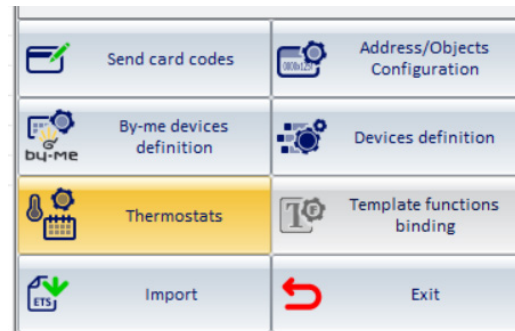 Send card codes
Address/Objects
Configuration
by-me
By-me devices
definition
Devices definition
Thermostats
Template functions
binding
ETS
Import
Exit